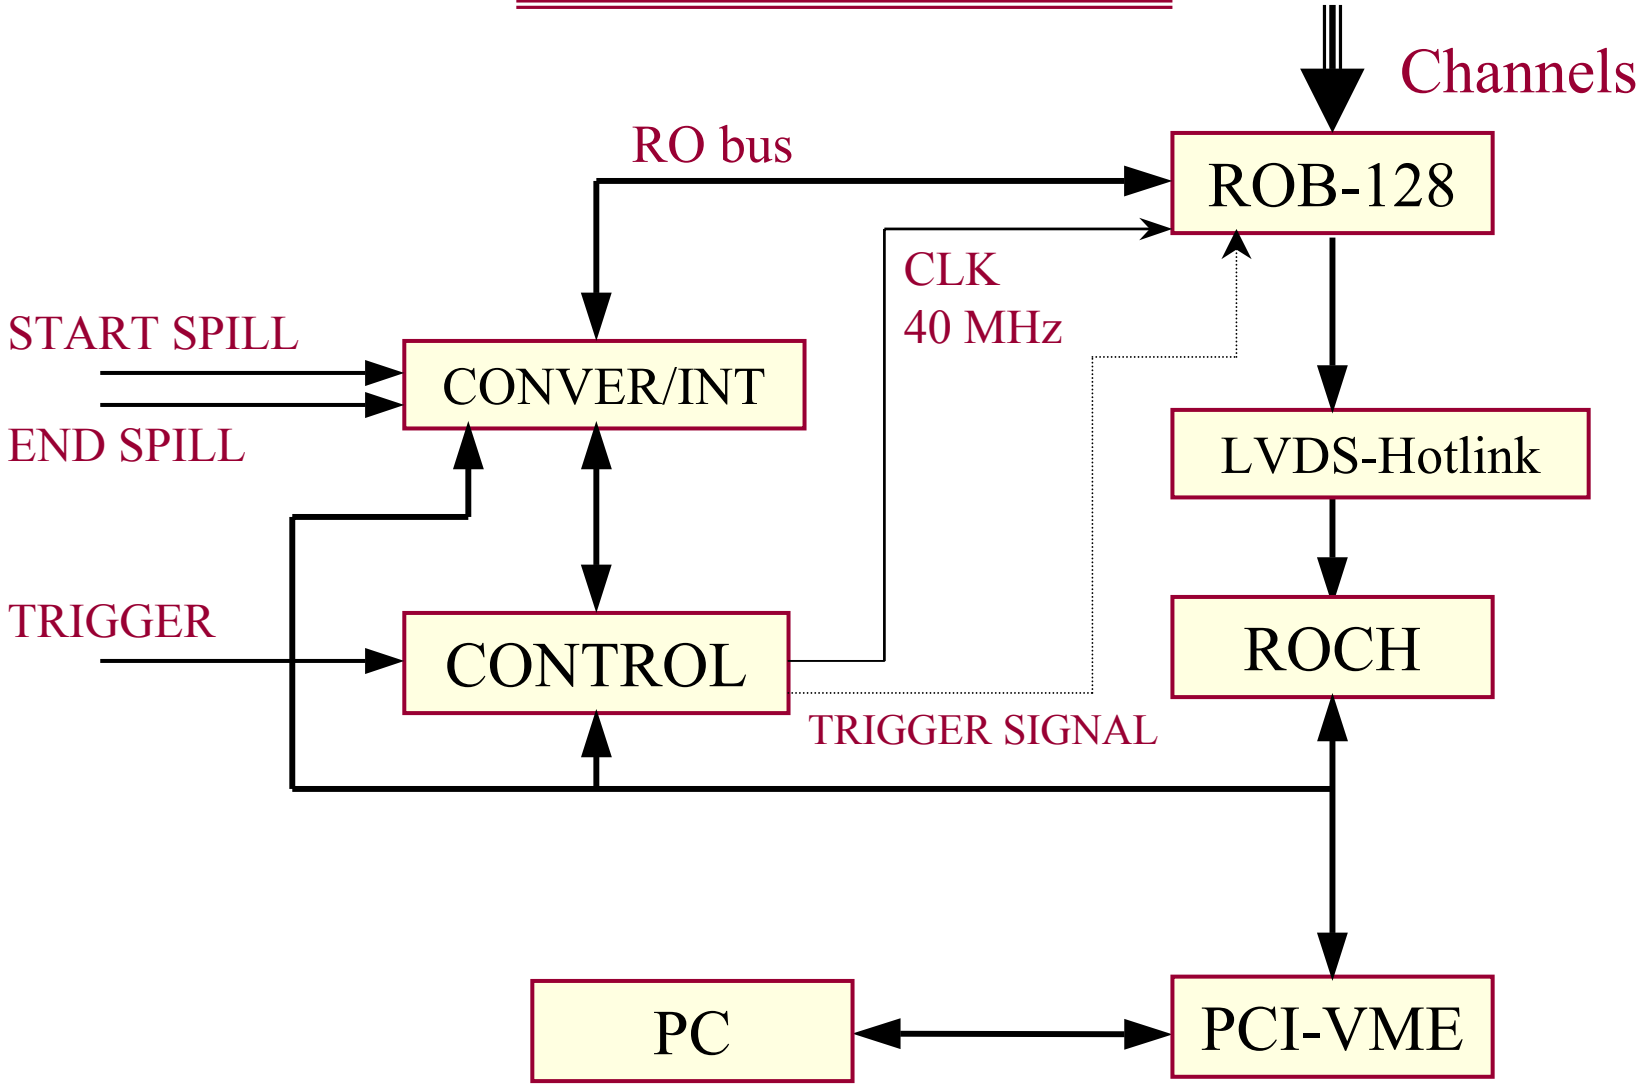 Channels
RO bus
ROB-128
CLK
40 MHz
START SPILL
CONVER/INT
END SPILL
LVDS-Hotlink
TRIGGER
CONTROL
ROCH
TRIGGER SIGNAL
PC
PCI-VME